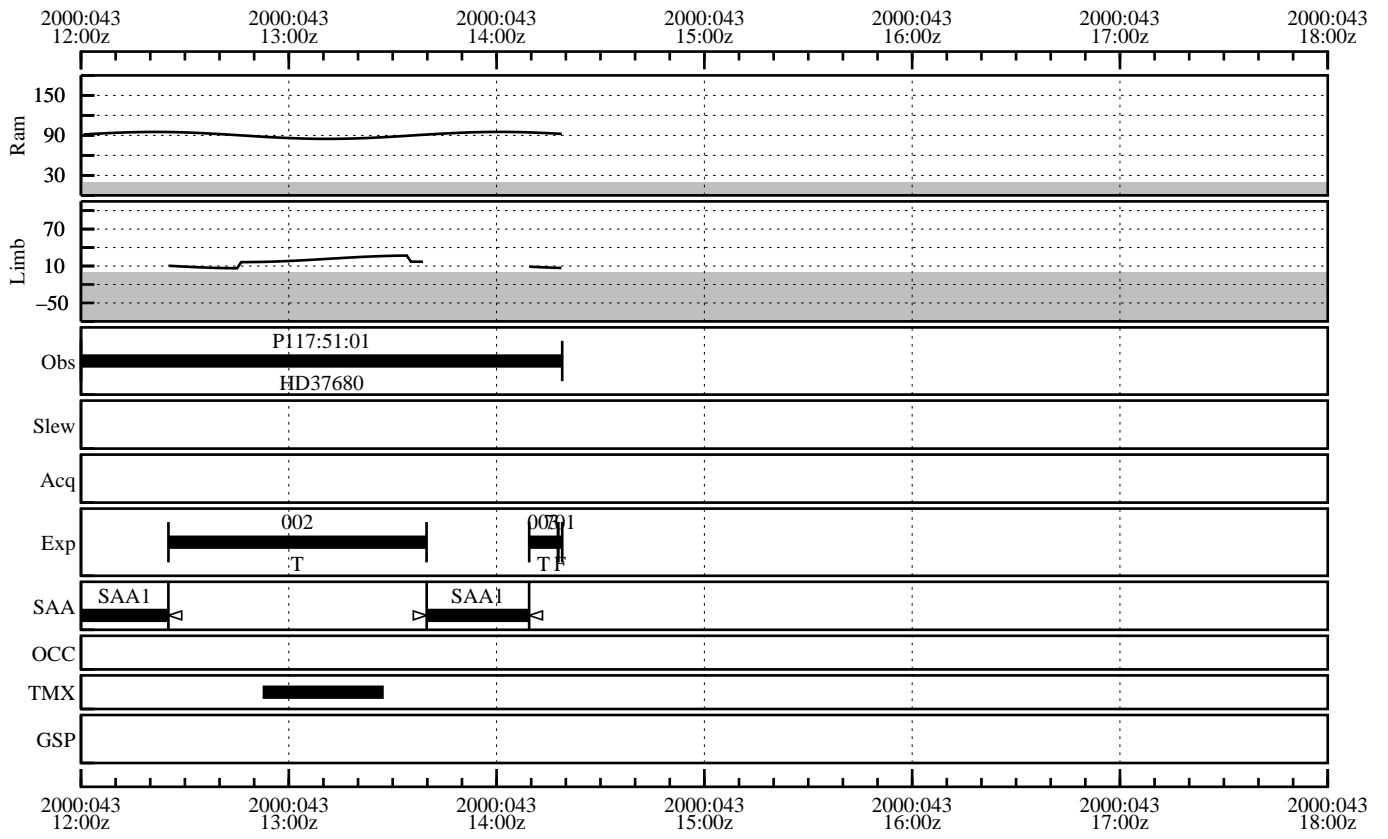 2000:043 2000:043 2000:043 2000:043 2000:043 2000:043 2000:043
12:00z 13:00z 14:00z 15:00z 16:00z 17:00z 18:00z
Ram
150
90
30
Limb
70
10
−50
P117:51:01
Obs
HD37680
Slew
Acq
002
Exp
T T T
SAA1 SAA1
SAA
OCC
TMX
GSP
2000:043 2000:043 2000:043 2000:043 2000:043 2000:043 2000:043
12:00z 13:00z 14:00z 15:00z 16:00z 17:00z 18:00z